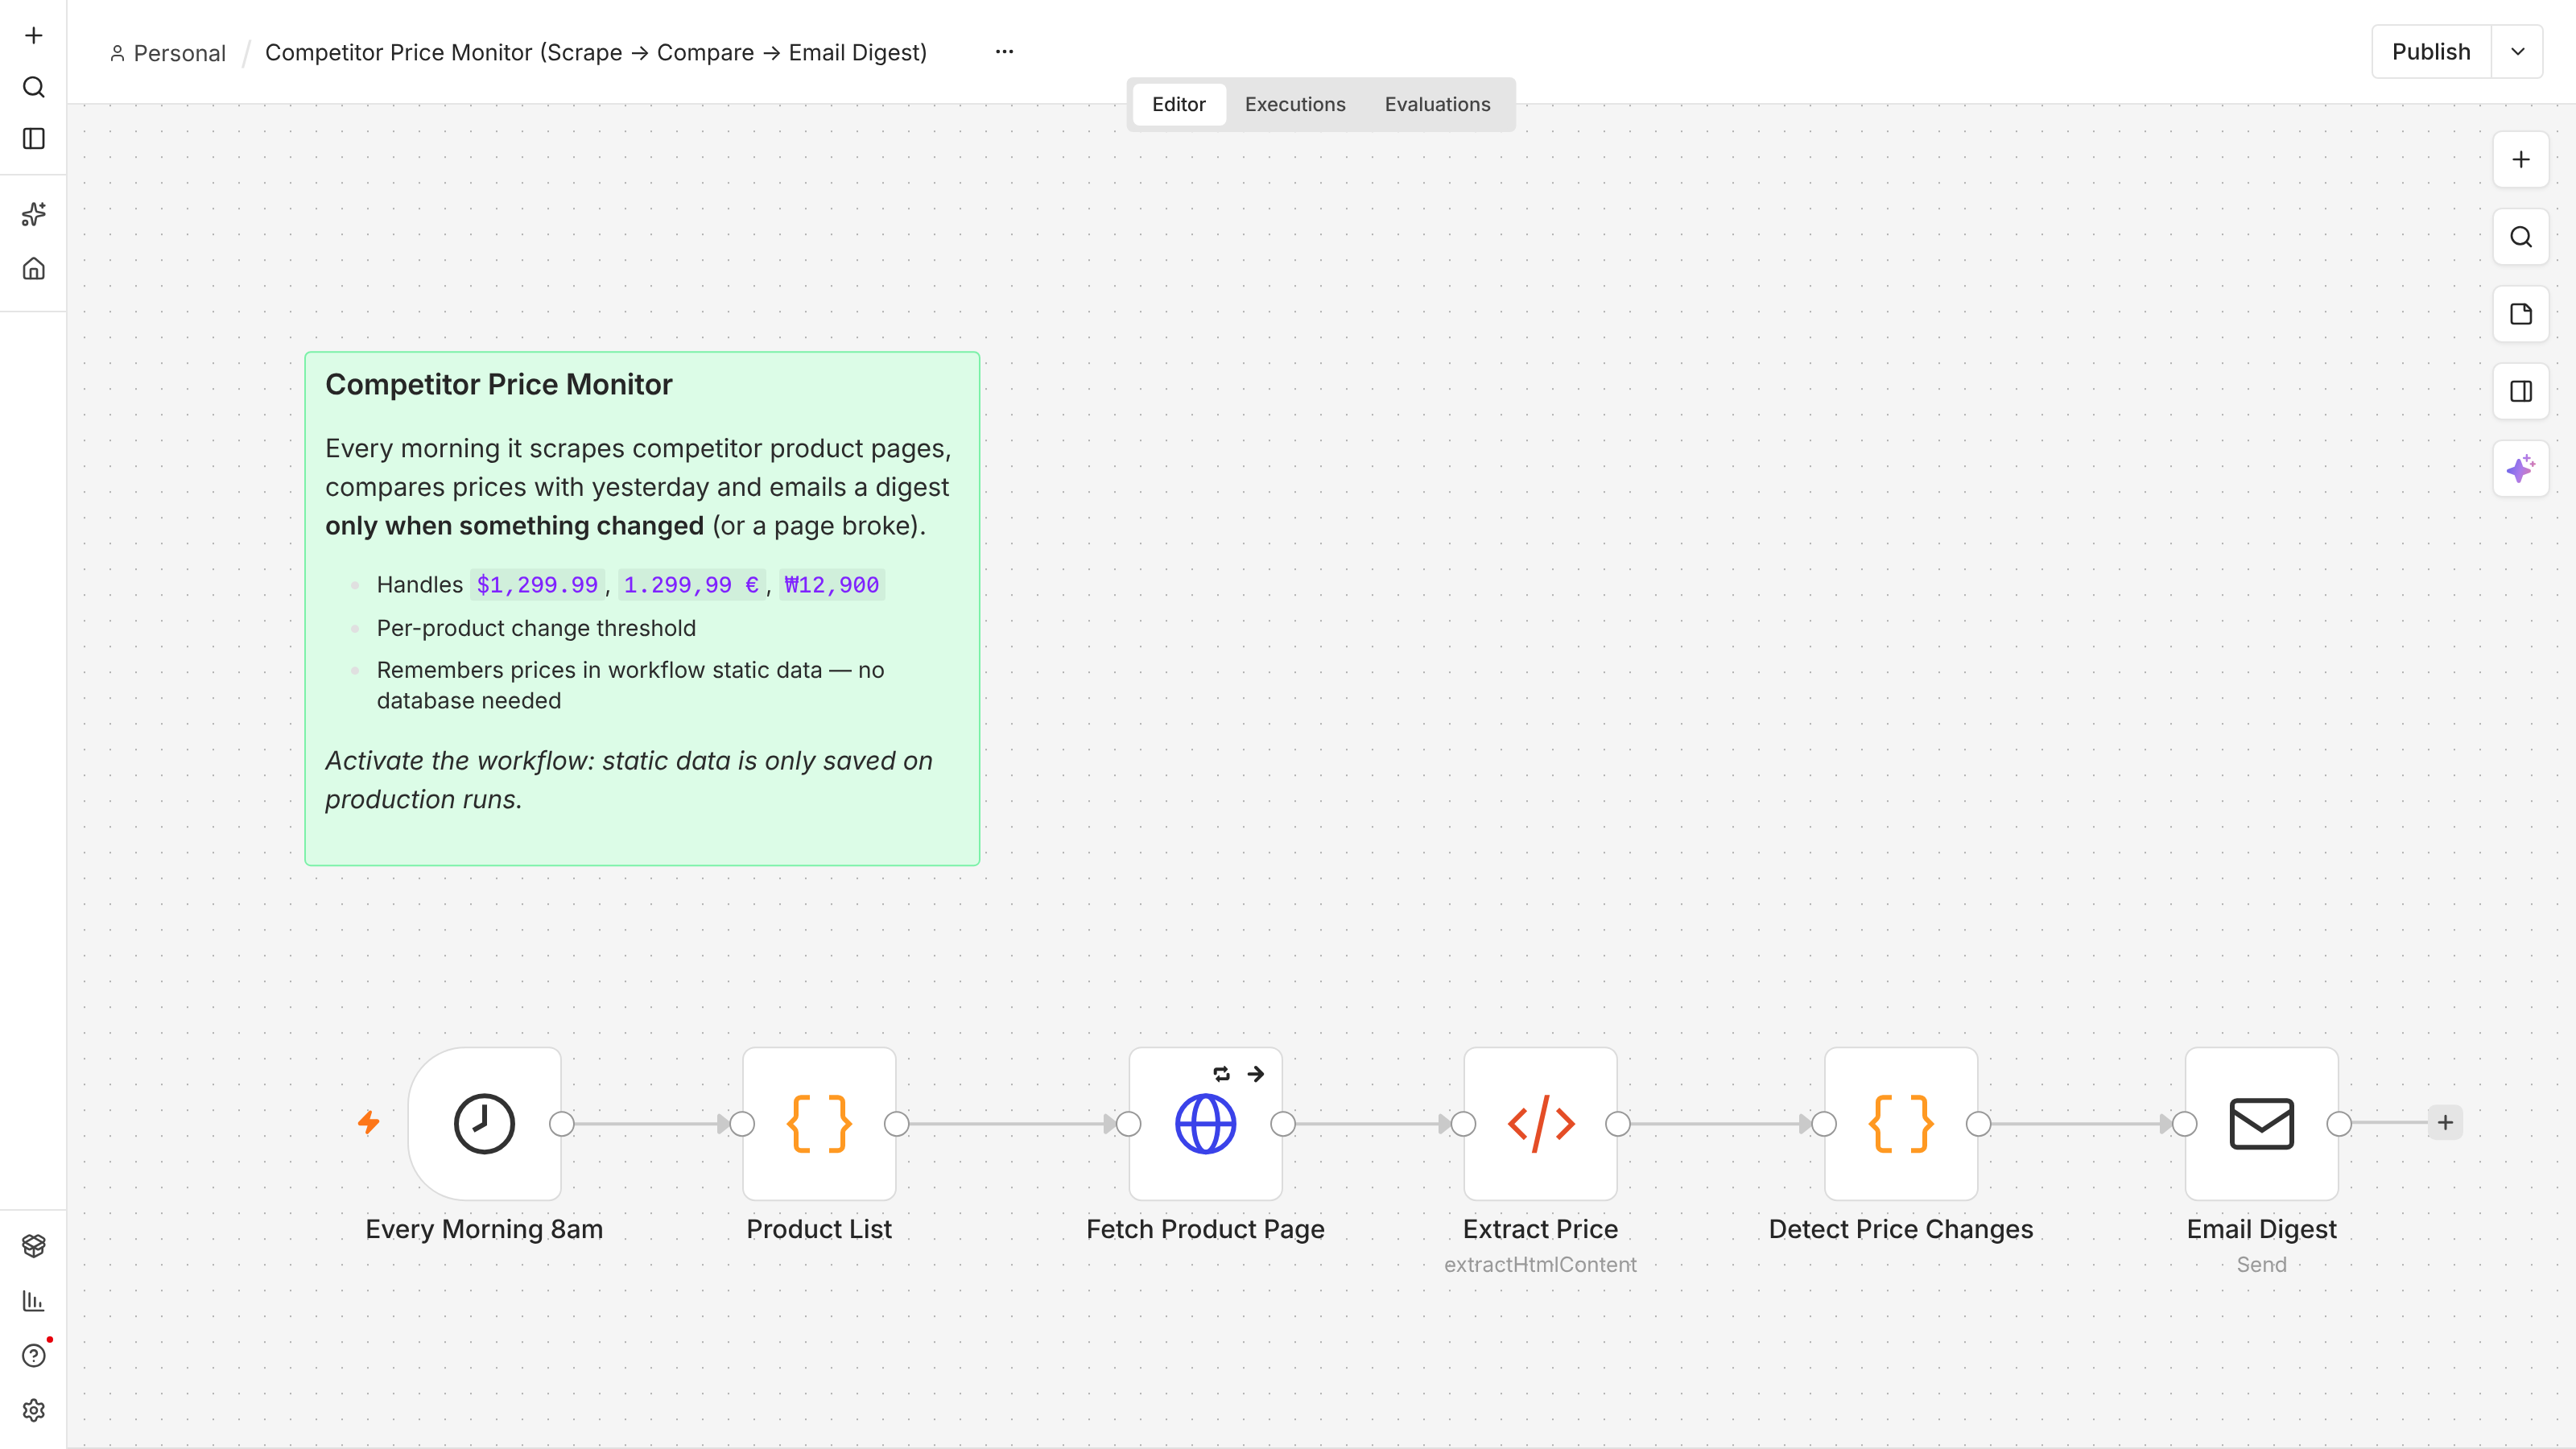 Personal / Competitor Price Monitor (Scrape → Compare → Email Digest) ...
Publish
Editor Executions Evaluations
Competitor Price Monitor
Every morning it scrapes competitor product pages,
compares prices with yesterday and emails a digest
only when something changed (or a page broke).
Handles $1,299.99, 1.299,99 €, ₩12,900
Per-product change threshold
Remembers prices in workflow static data — no
database needed
Activate the workflow: static data is only saved on
production runs.
Every Morning 8am
Product List
Fetch Product Page
Extract Price
extractHtmlContent
Detect Price Changes
Email Digest
Send